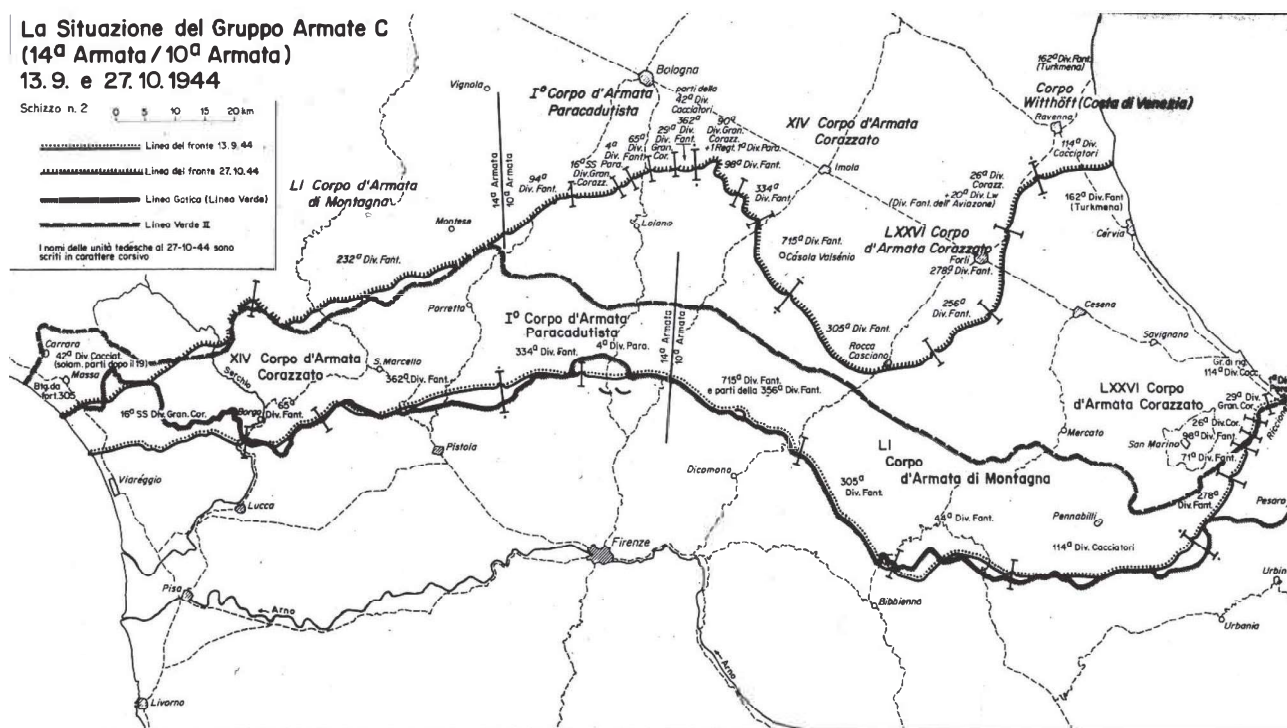 La Situazione del Gruppo Armate C
(14ª Armata / 10ª Armata)
13.9. e 27.10.1944
Schizzo n. 2
0 5 10 15 20 km
Linea del fronte 13.9.44
Linea del fronte 27.10.44
Linea Gotica (Linea Verde)
Linea Verde II
I nomi delle unità tedesche al 27-10-44 sono
scriti in carattere corsivo
Vignola
Bologna
Iº Corpo d'Armata
Paracadutista
parti della
42ª Div.
Cacciatori
362ª
Div.
Fant.
29ª
Div.
Gran.
Cor.
65ª
Div.
4ª
Div.
Para.
16ª SS
Div. Gran.
Corazz.
94ª
Div. Fant.
90ª
Div. Gran.
Corazz.
+1 Regt. 1ª Div. Para.
98ª Div. Fant.
334ª
Div. Fant.
XIV Corpo d'Armata
Corazzato
Imola
162ª Div. Fant.
(Turkmena)
Corpo
Witthöft (Costa di Venezia)
Ravenna
114ª Div.
Cacciatori
26ª Div.
Corazz.
+20ª Div. Lw
(Div. Fant. dell'Aviazione)
162ª Div. Fant
(Turkmena)
Cervia
LXXVI Corpo
d'Armata Corazzato
Forlì
278ª Div. Fant.
LI Corpo d'Armata
di Montagna
14ª Armata
10ª Armata
Montese
Loiano
232ª Div. Fant.
715ª Div. Fant.
Cásola Valsénio
256ª
Div. Fant.
Cesena
Savignano
305ª Div. Fant.
Rocca
Casciano
Porretta
Iº Corpo d'Armata
Paracadutista
334ª Div. Fant.
4ª Div. Para.
14ª Armata
10ª Armata
Carrara
42ª Div. Cacciat.
(solam. parti dopo il 19)
Massa
Btg. da
fort. 305
XIV Corpo d'Armata
Corazzato
Serchio
S. Marcello
362ª Div. Fant.
16ª SS Div. Gran. Cor.
Borgo
65ª
Div. Fant.
715ª Div. Fant.
e parti della 356ª Div. Fant.
114ª Div. Cacc.
LXXVI Corpo
d'Armata Corazzato
29ª Div.
Gran. Cor.
26ª Div. Cor.
98ª Div. Fant.
71ª Div. Fant.
Riccione
San Marino
Mercato
278ª
Div. Fant.
Pesaro
Pistola
Dicomano
LI
Corpo
d'Armata di Montagna
305ª
Div. Fant.
Viaréggio
Lucca
44ª Div. Fant.
Pennabilli
114ª Div. Cacciatori
Firenze
Pisa
Arno
Bibbienna
Urbin
Urbania
Arno
Livorno